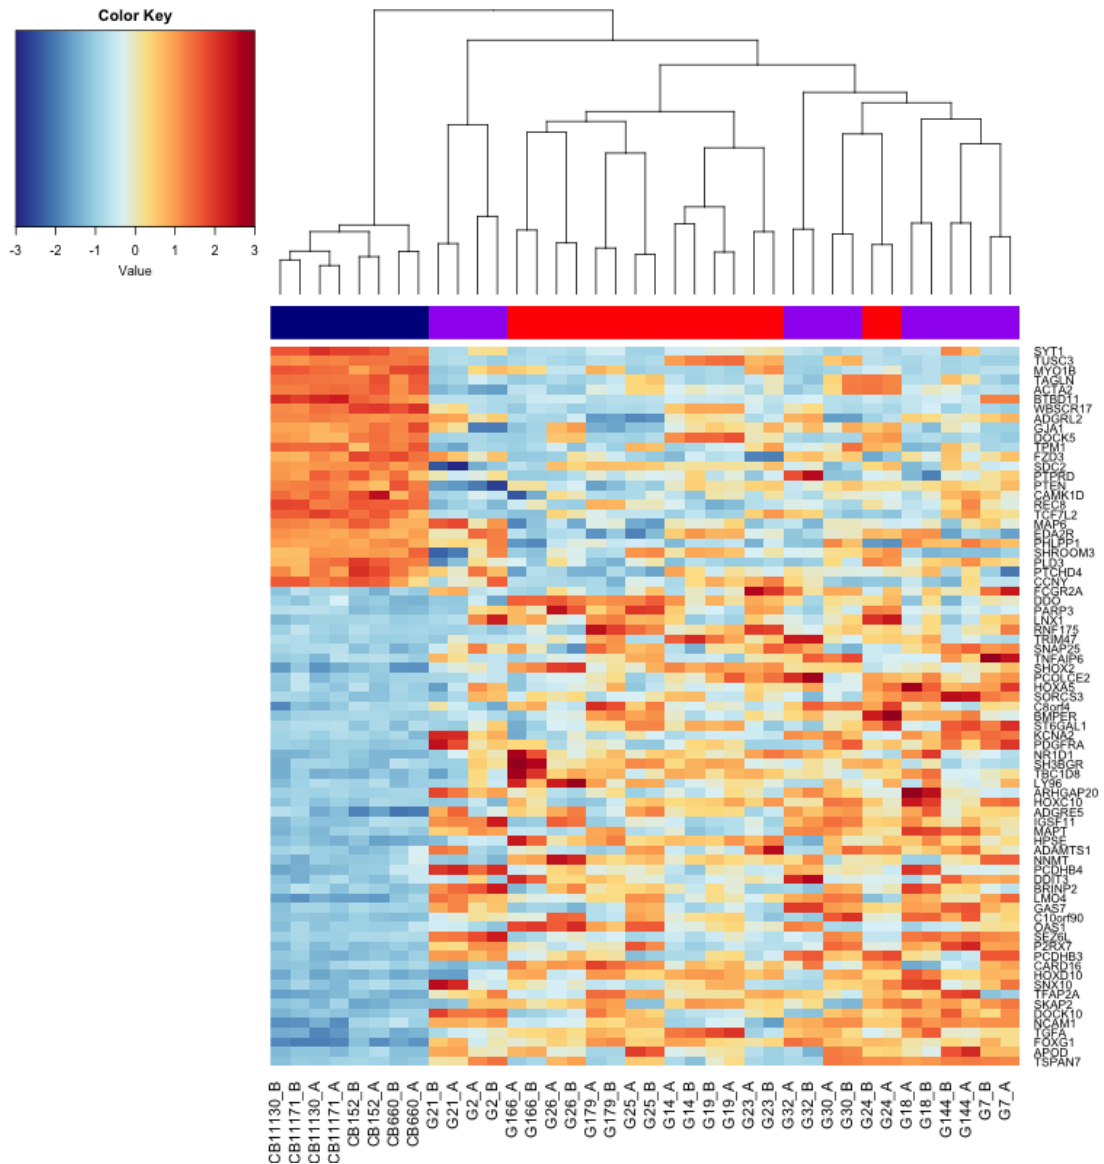 Color Key
-3 -2 -1 0 1 2 3
Value
SYT1
TUSC3
MYO1B
TAGLN
ACTA2
BTBD11
WBSCR17
ADGRL2
GJA1
DOCK5
TPM1
FZD3
SDC2
PTPRD
PTEN
CAMK1D
REC8
TCF7L2
MAP6
EDA2R
PHLPP1
SHROOM3
PLD3
PTCHD4
CCNY
FCGR2A
DDO
PARP3
LNX1
RNF175
TRIM47
SNAP25
TNFAIP6
SHOX2
PCOLCE2
HOXA5
SORCS3
C8orf4
BMPER
ST6GAL1
KCNA2
PDGFRA
NR1D1
SH3BGR
TBC1D8
LY96
ARHGAP20
HOXC10
ADGRE5
IGSF11
MAPT
HPSE
ADAMTS1
NNMT
PCDHB4
DDIT3
BRINP2
LMO4
GAS7
C10orf90
OAS1
SEZ6L
P2RX7
PCDHB3
CARD16
HOXD10
SNX10
TFAP2A
SKAP2
DOCK10
NCAM1
TGFA
FOXG1
APOD
TSPAN7
CB11130_B
CB11171_B
CB11130_A
CB11171_A
CB152_B
CB152_A
CB660_B
CB660_A
G21_B
G21_A
G2_A
G2_B
G166_A
G166_B
G26_A
G26_B
G179_A
G179_B
G25_A
G25_B
G14_A
G14_B
G19_B
G19_A
G23_A
G23_B
G32_A
G32_B
G30_A
G30_B
G24_B
G24_A
G18_A
G18_B
G144_B
G144_A
G7_B
G7_A